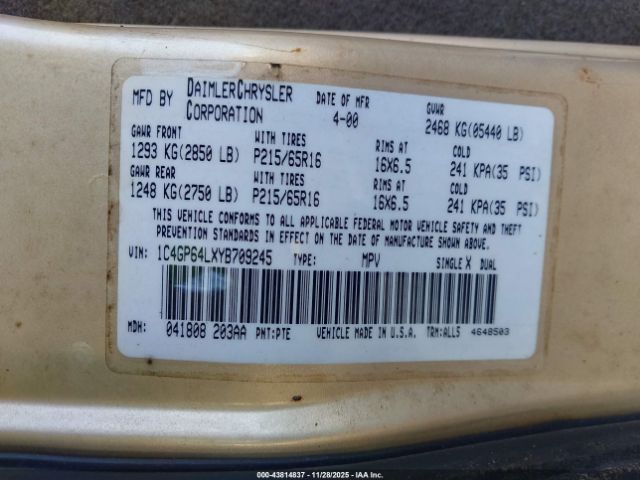 MFD BY DAIMLERCHRYSLER CORPORATION DATE OF MFR 4-00 GVWR 2468 KG(05440 LB)
GAWR FRONT WITH TIRES RIMS AT COLD
1293 KG(2850 LB) P215/65R16 16X6.5 241 KPA(35 PSI)
GAWR REAR WITH TIRES RIMS AT COLD
1248 KG(2750 LB) P215/65R16 16X6.5 241 KPA(35 PSI)
THIS VEHICLE CONFORMS TO ALL APPLICABLE FEDERAL MOTOR VEHICLE SAFETY AND THEFT
PREVENTION STANDARDS IN EFFECT ON THE DATE OF MANUFACTURE SHOWN ABOVE.
VIN: 1C4GP64LXYB709245 TYPE: MPV SINGLE X DUAL
MDH: 041808 203AA PNT:PTE VEHICLE MADE IN U.S.A. TRM:ALL5 4648503
000-43814837 - 11/28/2025 - IAA Inc.